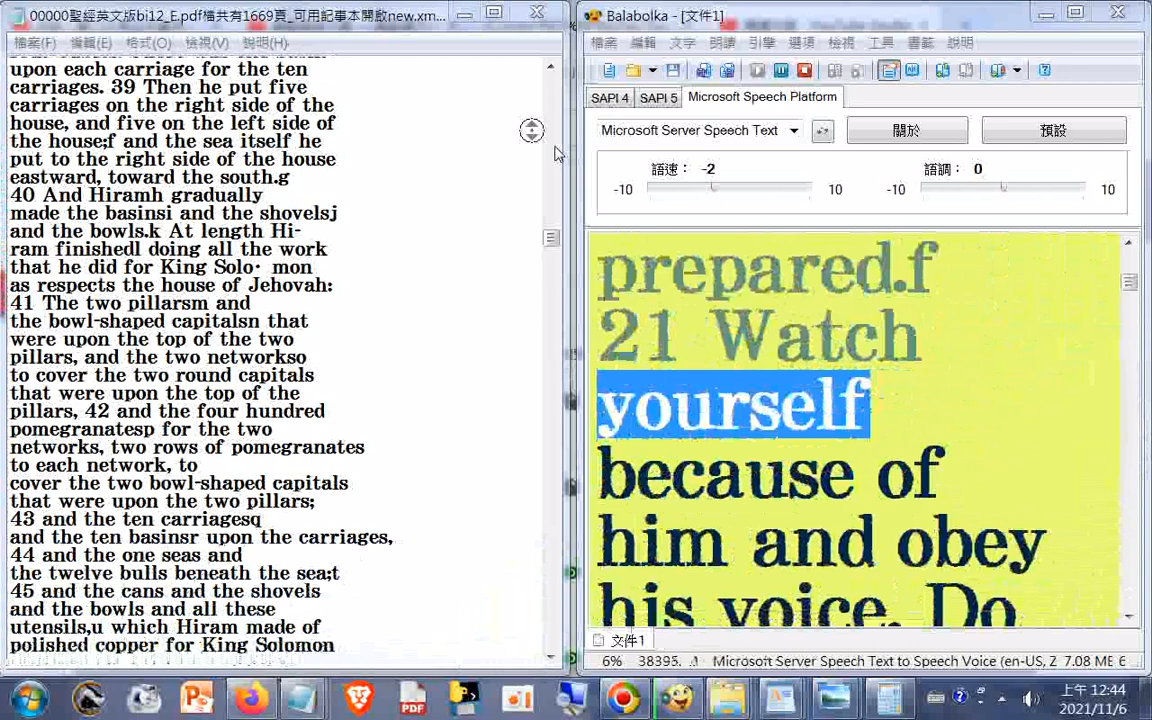 00000聖經英文版bi12_E.pdf檔共有1669頁_可用記事本開啟new.xm...
檔案(F) 編輯(E) 格式(O) 檢視(V) 說明(H)
upon each carriage for the ten
carriages. 39 Then he put five
carriages on the right side of the
house, and five on the left side of
the house;f and the sea itself he
put to the right side of the house
eastward, toward the south.g
40 And Hiramh gradually
made the basinsi and the shovelsj
and the bowls.k At length Hi-
ram finishedl doing all the work
that he did for King Solo· mon
as respects the house of Jehovah:
41 The two pillarsm and
the bowl-shaped capitalsn that
were upon the top of the two
pillars, and the two networkso
to cover the two round capitals
that were upon the top of the
pillars, 42 and the four hundred
pomegranatesp for the two
networks, two rows of pomegranates
to each network, to
cover the two bowl-shaped capitals
that were upon the two pillars;
43 and the ten carriagesq
and the ten basinsr upon the carriages,
44 and the one seas and
the twelve bulls beneath the sea;t
45 and the cans and the shovels
and the bowls and all these
utensils,u which Hiram made of
polished copper for King Solomon
Balabolka - [文件1]
檔案 編輯 文字 朗讀 引擎 選項 檢視 工具 書籤 說明
SAPI 4 SAPI 5 Microsoft Speech Platform
Microsoft Server Speech Text 關於 預設
語速： -2 語調： 0
-10 10 -10 10
prepared.f
21 Watch
yourself
because of
him and obey
his voice. Do
文件1
6% 38395. Microsoft Server Speech Text to Speech Voice (en-US, Z 7.08 MB 6
PDF
上午 12:44
2021/11/6